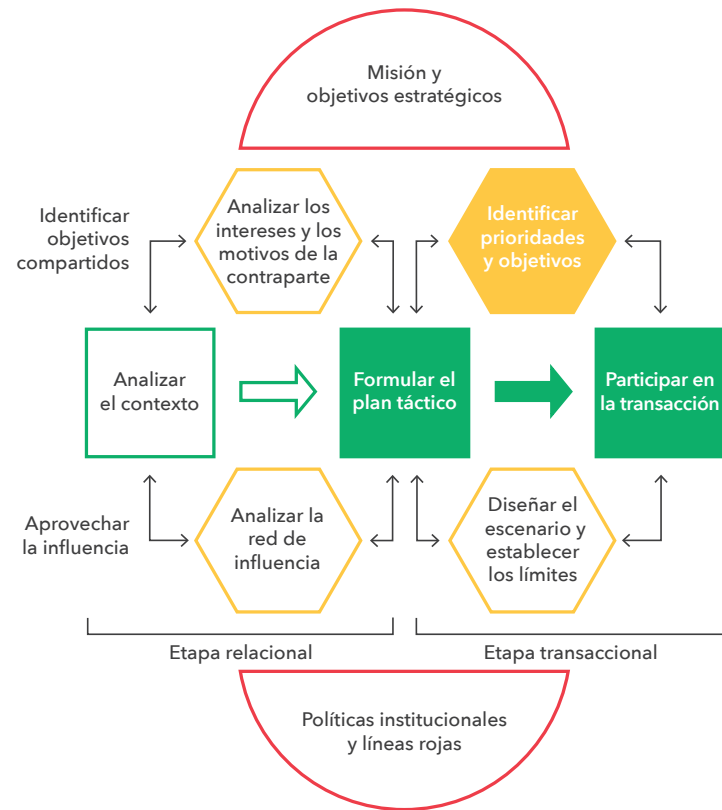 Misión y
objetivos estratégicos
Identificar
objetivos
compartidos
Analizar los
intereses y los
motivos de la
contraparte
Identificar
prioridades
y objetivos
Analizar
el contexto
Formular el
plan táctico
Participar en
la transacción
Aprovechar
la influencia
Analizar la
red de
influencia
Diseñar el
escenario y
establecer
los límites
Etapa relacional
Etapa transaccional
Políticas institucionales
y líneas rojas